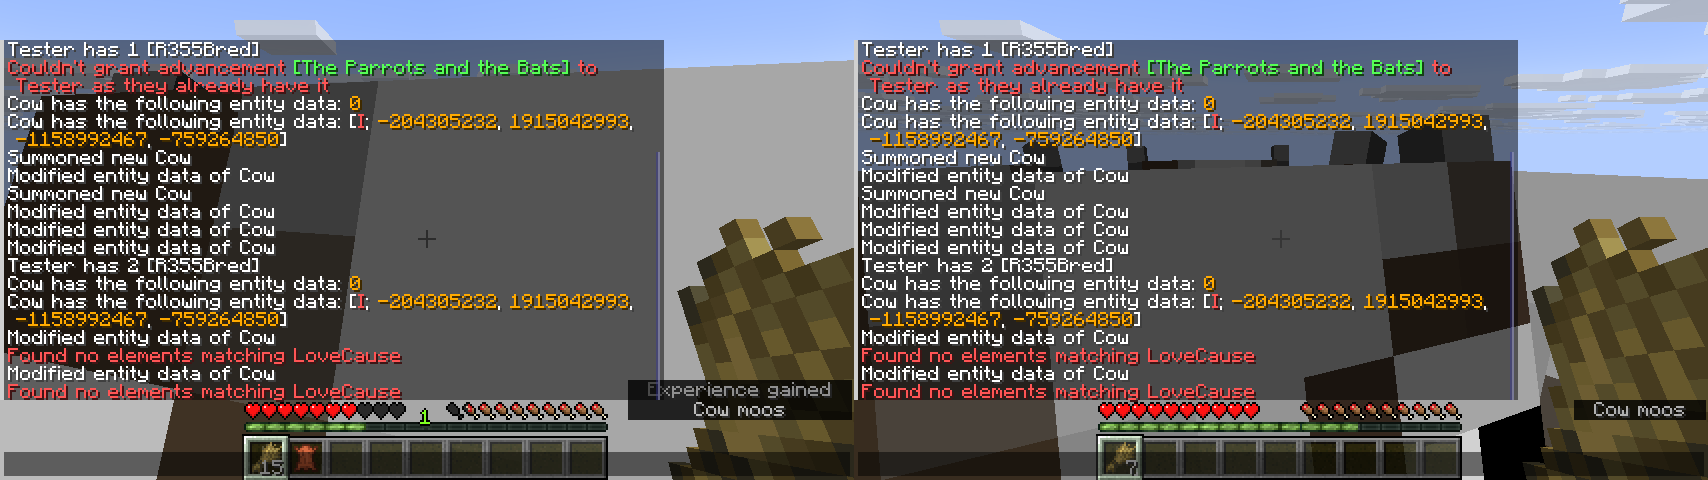 Tester has 1 [R355Bred]
Couldn't grant advancement [The Parrots and the Bats] to
Tester as they already have it
Cow has the following entity data: 0
Cow has the following entity data: [I; -204305232, 1915042993,
-1158992467, -759264850]
Summoned new Cow
Modified entity data of Cow
Summoned new Cow
Modified entity data of Cow
Modified entity data of Cow
Modified entity data of Cow
Tester has 2 [R355Bred]
Cow has the following entity data: 0
Cow has the following entity data: [I; -204305232, 1915042993,
-1158992467, -759264850]
Modified entity data of Cow
Found no elements matching LoveCause
Modified entity data of Cow
Found no elements matching LoveCause
Experience gained
Cow moos
1
15
Tester has 1 [R355Bred]
Couldn't grant advancement [The Parrots and the Bats] to
Tester as they already have it
Cow has the following entity data: 0
Cow has the following entity data: [I; -204305232, 1915042993,
-1158992467, -759264850]
Summoned new Cow
Modified entity data of Cow
Summoned new Cow
Modified entity data of Cow
Modified entity data of Cow
Modified entity data of Cow
Tester has 2 [R355Bred]
Cow has the following entity data: 0
Cow has the following entity data: [I; -204305232, 1915042993,
-1158992467, -759264850]
Modified entity data of Cow
Found no elements matching LoveCause
Modified entity data of Cow
Found no elements matching LoveCause
Cow moos
7